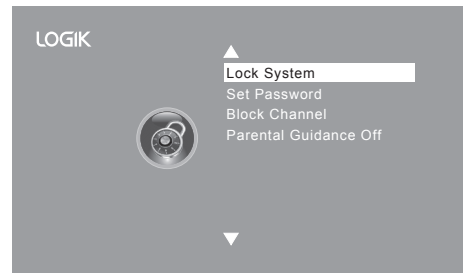 LOGIK
Lock System
Set Password
Block Channel
Parental Guidance Off